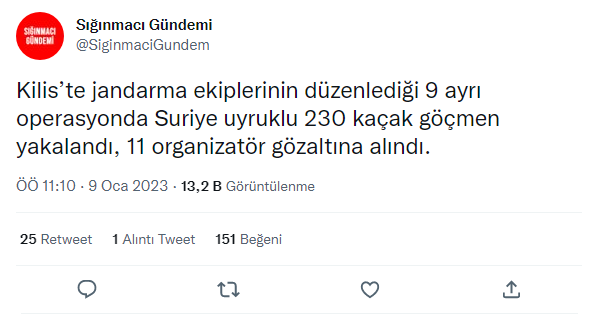 SIĞINMACI
GÜNDEMİ
Sığınmacı Gündemi
@SiginmaciGundem
Kilis’te jandarma ekiplerinin düzenlediği 9 ayrı
operasyonda Suriye uyruklu 230 kaçak göçmen
yakalandı, 11 organizatör gözaltına alındı.
ÖÖ 11:10 · 9 Oca 2023 · 13,2 B Görüntülenme
25 Retweet 1 Alıntı Tweet 151 Beğeni